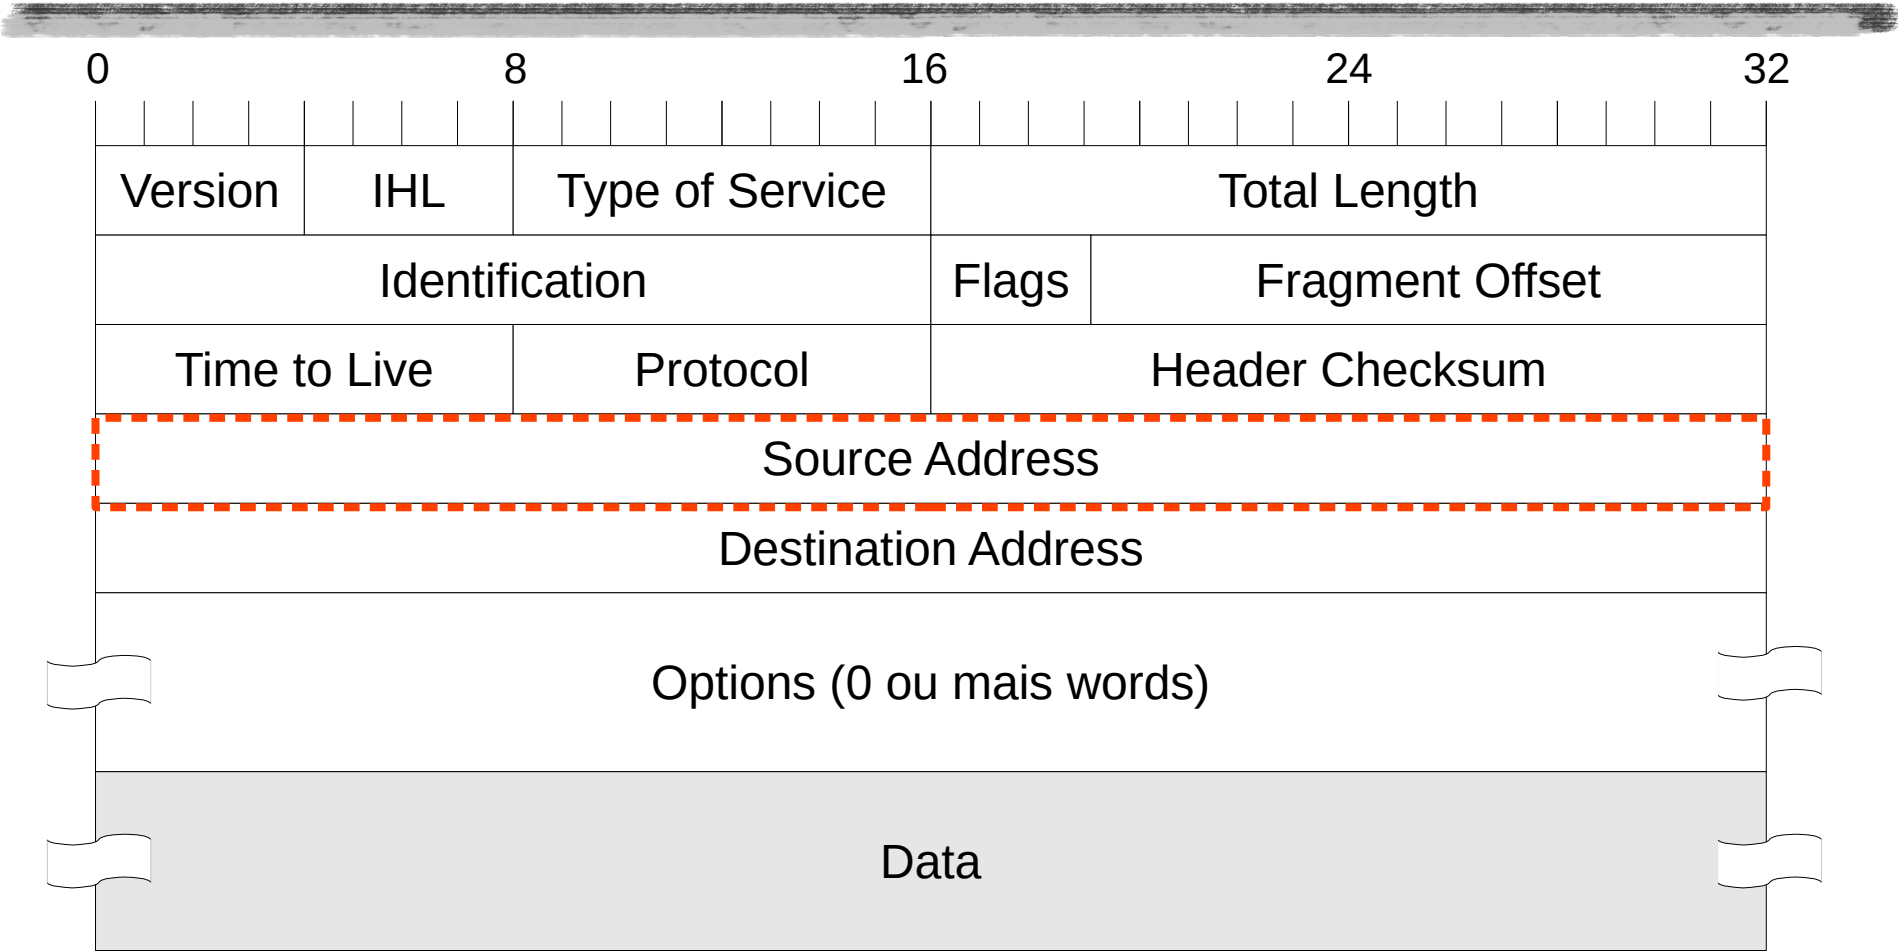 0 8 16 24 32
Version IHL Type of Service Total Length
Identification Flags Fragment Offset
Time to Live Protocol Header Checksum
Source Address
Destination Address
Options (0 ou mais words)
Data